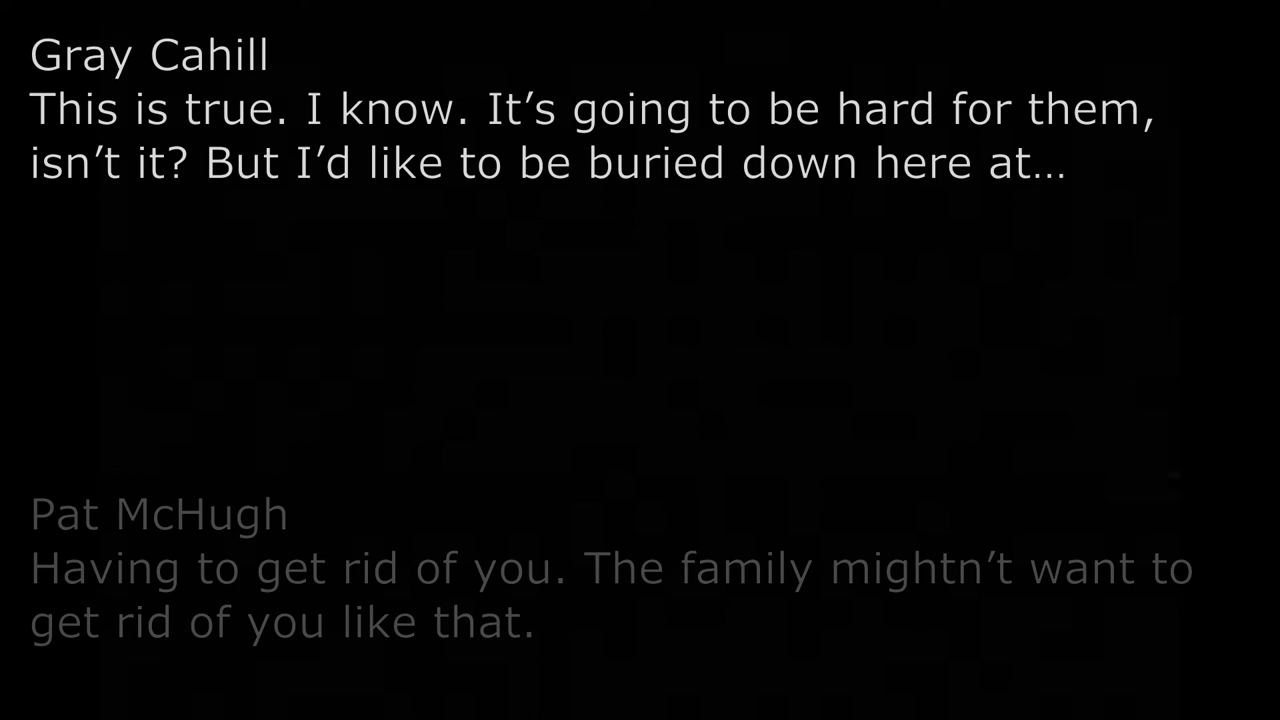 Gray Cahill
This is true. I know. It’s going to be hard for them,
isn’t it? But I’d like to be buried down here at…
Pat McHugh
Having to get rid of you. The family mightn’t want to
get rid of you like that.